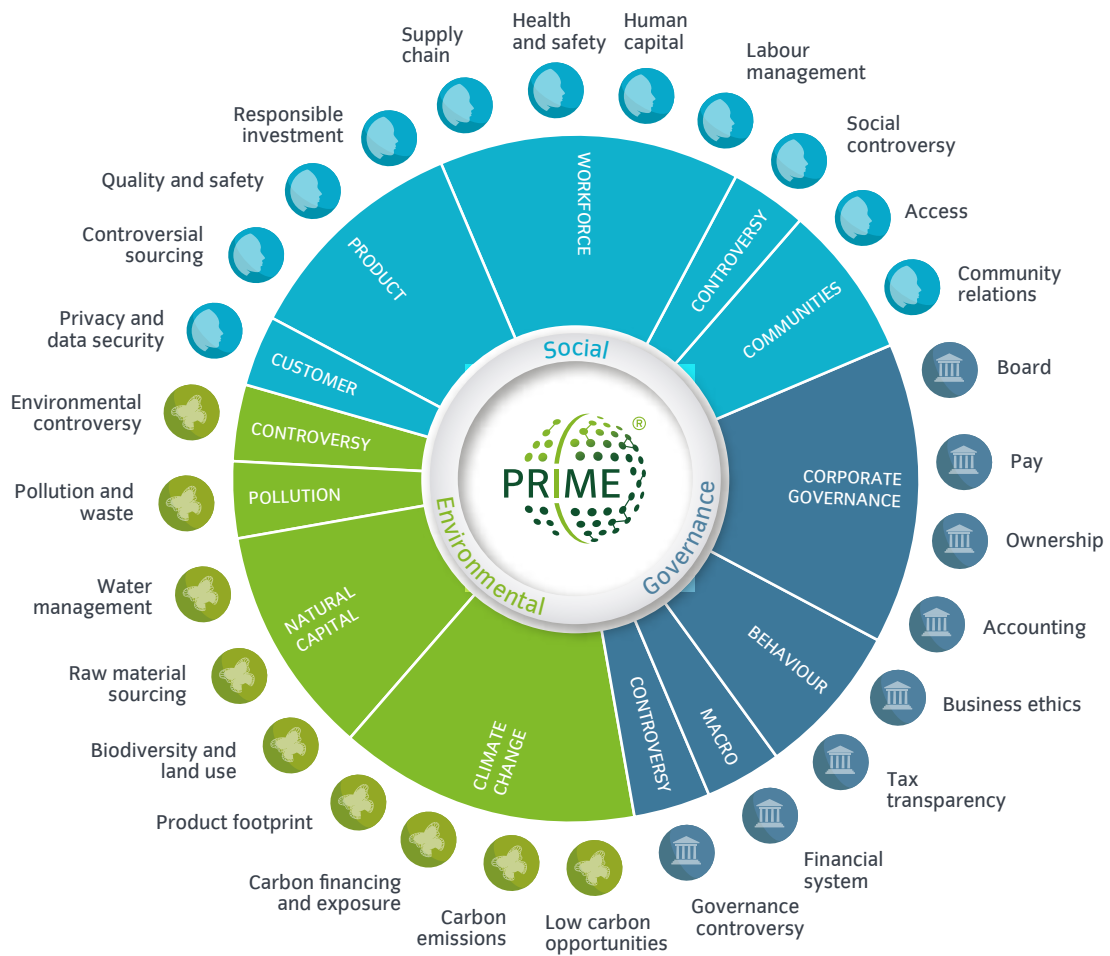 Supply
chain
Health
and safety
Human
capital
Labour
management
Social
controversy
Access
Community
relations
Board
Pay
Ownership
Accounting
Business ethics
Tax
transparency
Financial
system
Governance
controversy
Low carbon
opportunities
Carbon
emissions
Carbon financing
and exposure
Product footprint
Biodiversity and
land use
Raw material
sourcing
Water
management
Pollution and
waste
Environmental
controversy
Privacy and
data security
Controversial
sourcing
Quality and safety
Responsible
investment
WORKFORCE
CONTROVERSY
COMMUNITIES
CORPORATE
GOVERNANCE
BEHAVIOUR
MACRO
CONTROVERSY
CLIMATE
CHANGE
NATURAL
CAPITAL
POLLUTION
CONTROVERSY
CUSTOMER
PRODUCT
Social
Governance
Environmental
PRIME ®